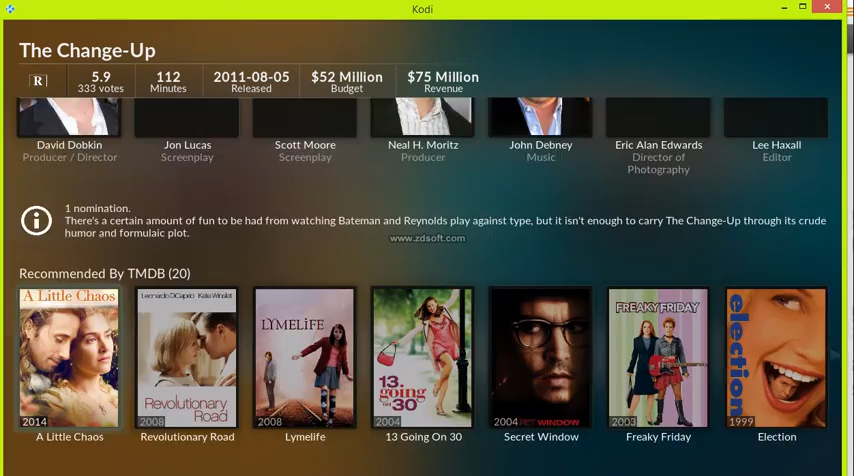 Kodi
The Change-Up
R
5.9
333 votes
112
Minutes
2011-08-05
Released
$52 Million
Budget
$75 Million
Revenue
David Dobkin
Producer / Director
Jon Lucas
Screenplay
Scott Moore
Screenplay
Neal H. Moritz
Producer
John Debney
Music
Eric Alan Edwards
Director of
Photography
Lee Haxall
Editor
1 nomination.
There's a certain amount of fun to be had from watching Bateman and Reynolds play against type, but it isn't enough to carry The Change-Up through its crude
humor and formulaic plot.
www.zdsoft.com
Recommended By TMDB (20)
A Little Chaos
2014
A Little Chaos
Leonardo DiCaprio Kate Winslet
Revolutionary
Road
2008
Revolutionary Road
LYMELIFE
2008
Lymelife
13
going
on 30
2004
13 Going On 30
2004
SECRET WINDOW
Secret Window
FREAKY FRIDAY
2003
Freaky Friday
election
1999
Election